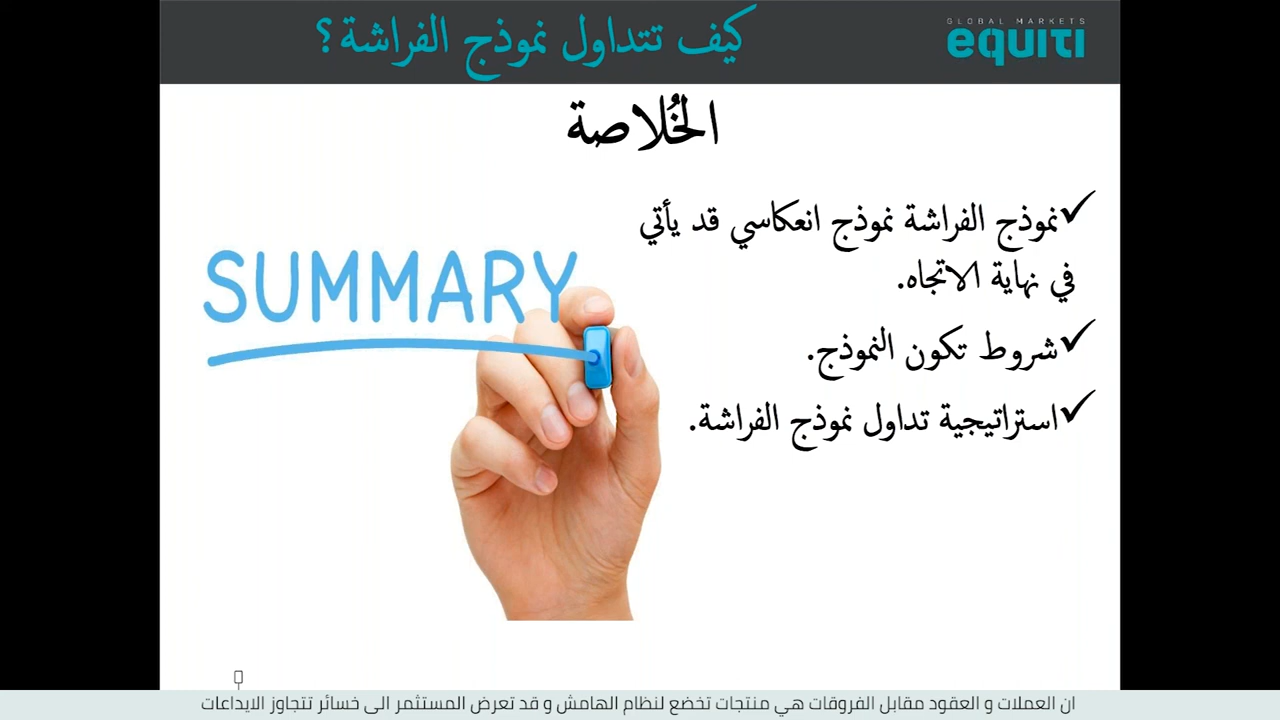 كيف تتداول نموذج الفراشة؟
GLOBAL MARKETS
equiti
الخُلاصة
نموذج الفراشة نموذج انعكاسي قد يأتي
في نهاية الاتجاه.
شروط تكون النموذج.
استراتيجية تداول نموذج الفراشة.
SUMMARY
ان العملات و العقود مقابل الفروقات هي منتجات تخضع لنظام الهامش و قد تعرض المستثمر الى خسائر تتجاوز الايداعات